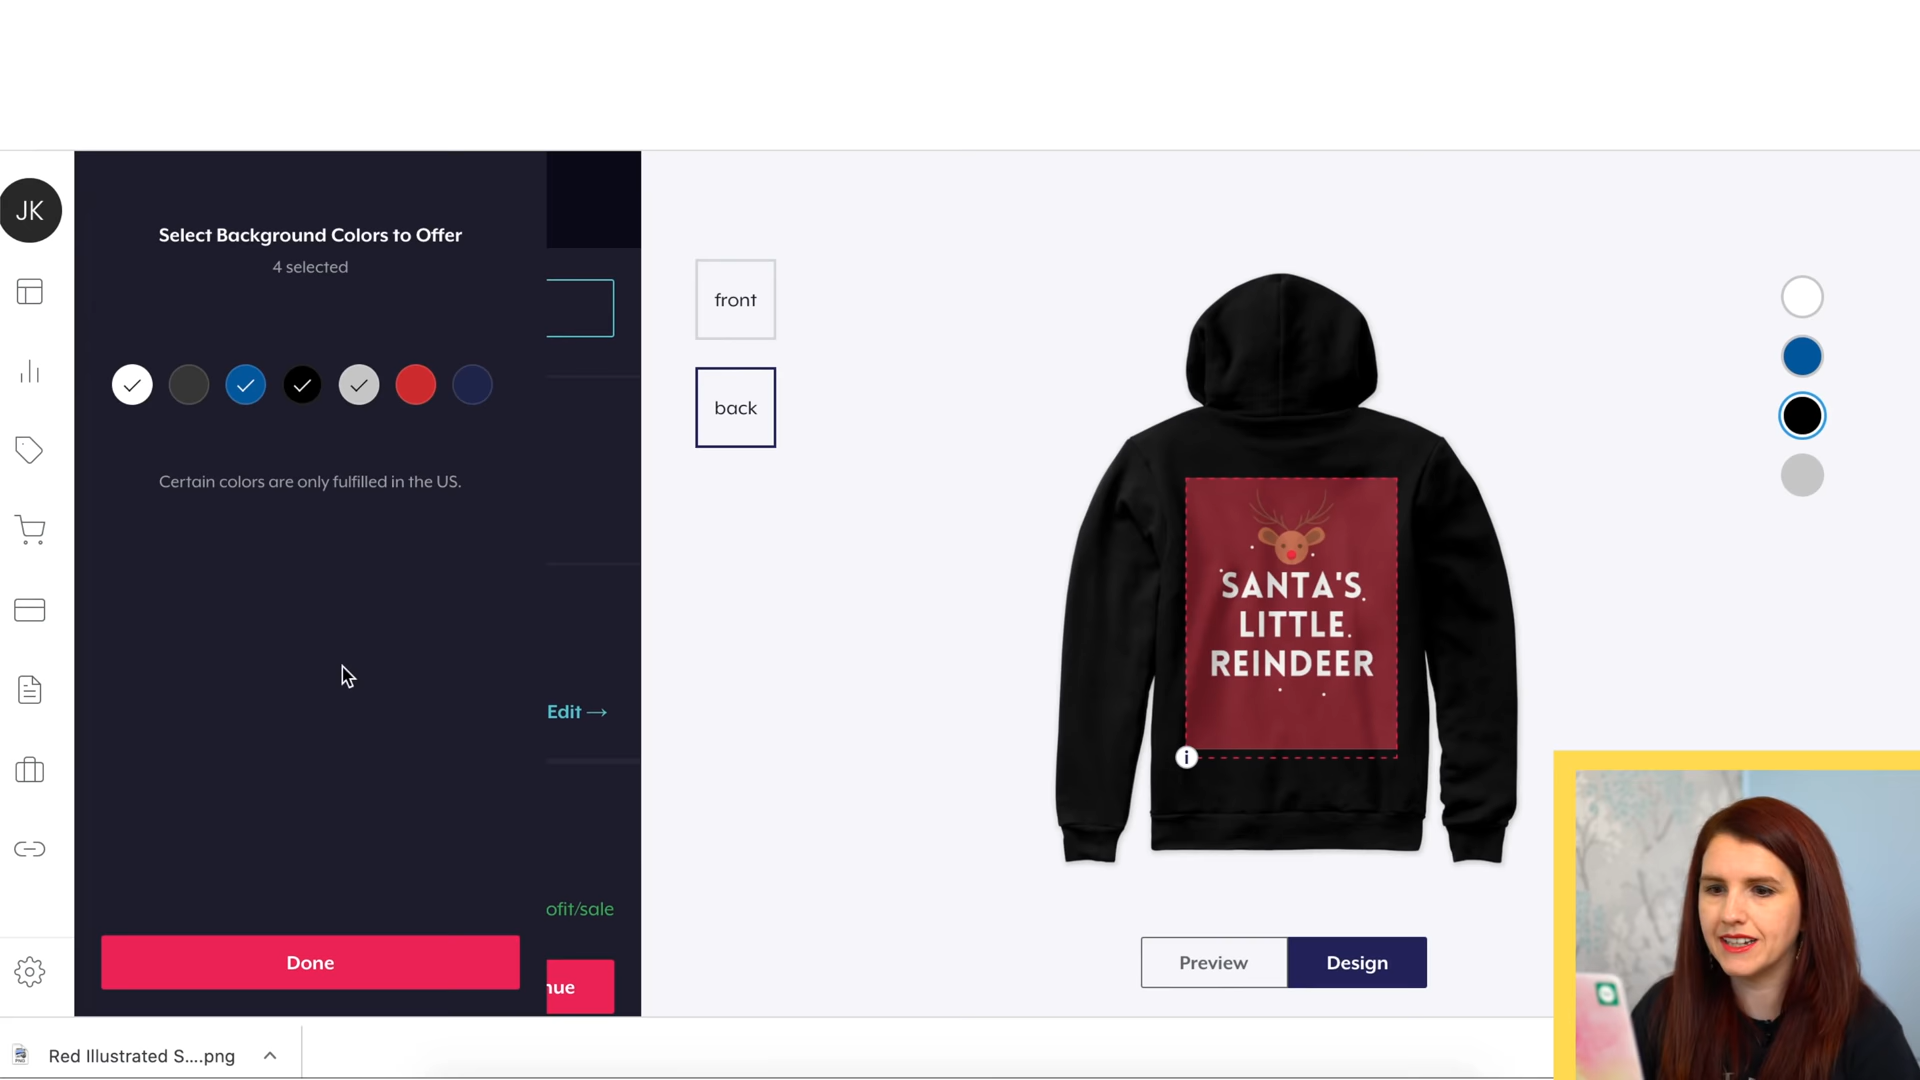 JK
Select Background Colors to Offer
4 selected
Certain colors are only fulfilled in the US.
Edit →
ofit/sale
Done
nue
front
back
SANTA'S
LITTLE
REINDEER
i
Preview
Design
Red Illustrated S....png